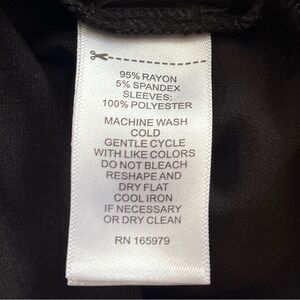 95% RAYON
5% SPANDEX
SLEEVES:
100% POLYESTER
MACHINE WASH
COLD
GENTLE CYCLE
WITH LIKE COLORS
DO NOT BLEACH
RESHAPE AND
DRY FLAT
COOL IRON
IF NECESSARY
OR DRY CLEAN
RN 165979